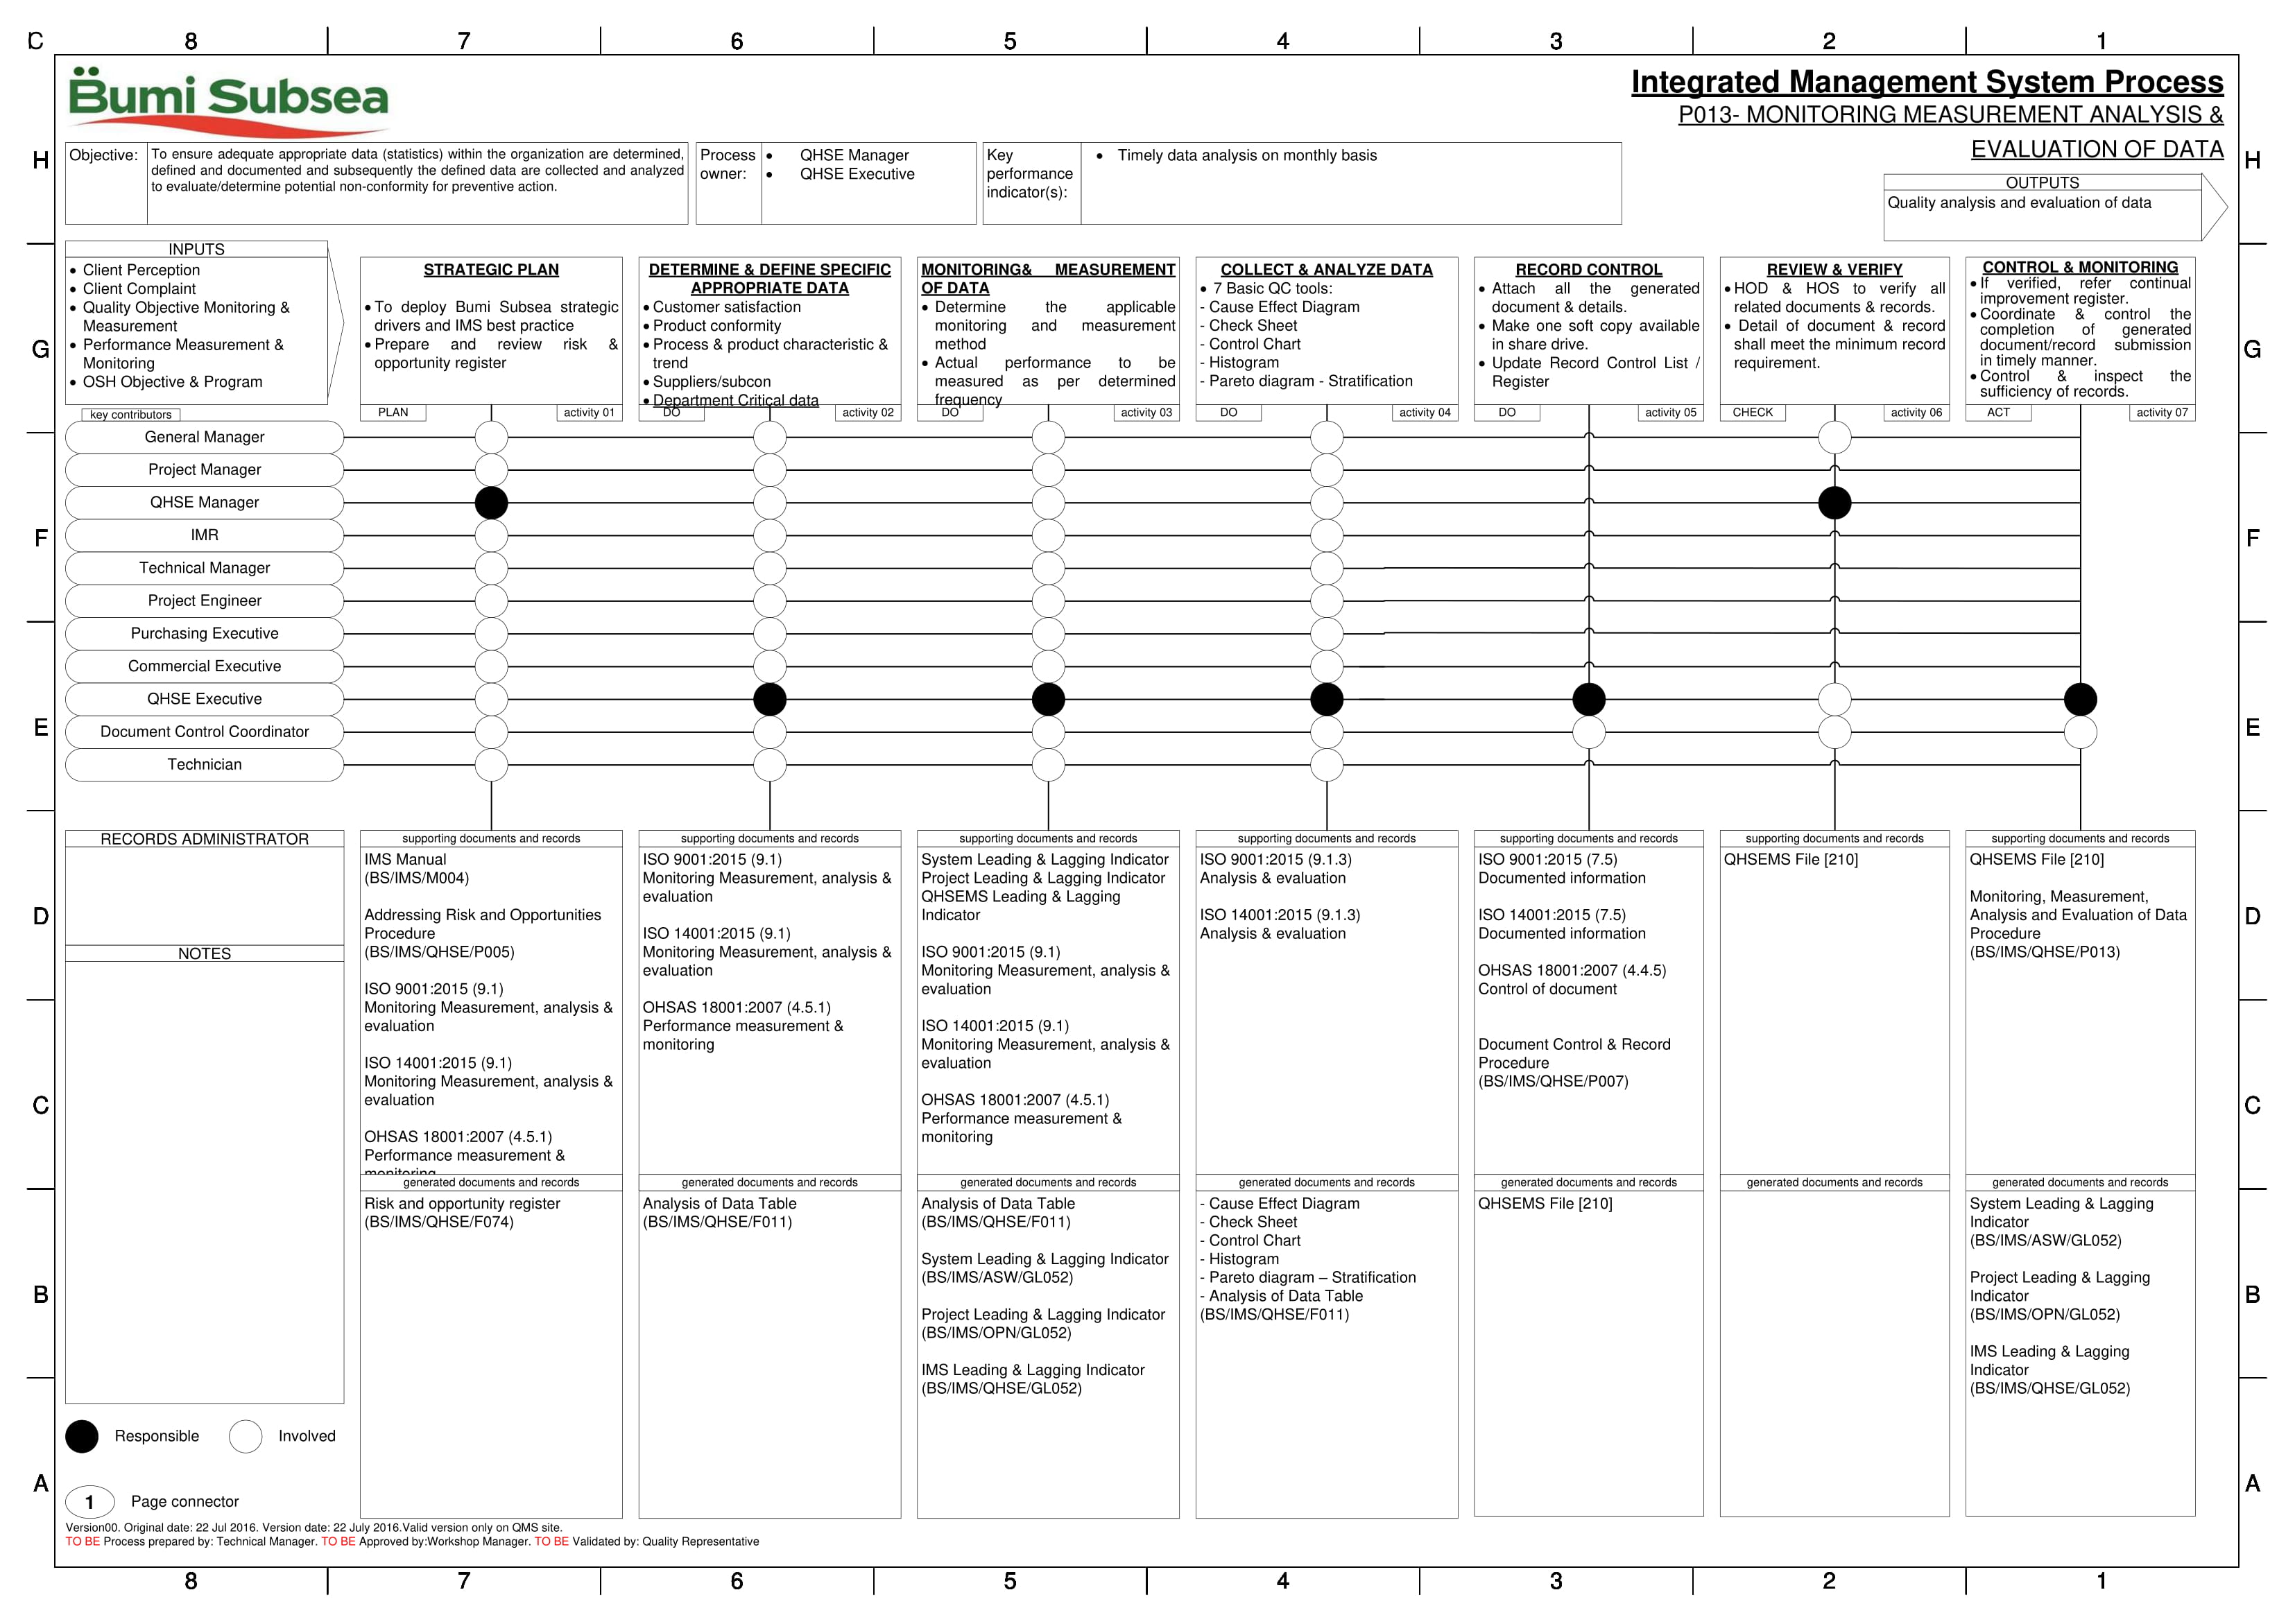 C
8 7 6 5 4 3 2 1
Bumi Subsea
Integrated Management System Process
P013- MONITORING MEASUREMENT ANALYSIS &
EVALUATION OF DATA
H H
Objective:
To ensure adequate appropriate data (statistics) within the organization are determined,
defined and documented and subsequently the defined data are collected and analyzed
to evaluate/determine potential non-conformity for preventive action.
Process
owner:
• QHSE Manager
• QHSE Executive
Key
performance
indicator(s):
• Timely data analysis on monthly basis
OUTPUTS
Quality analysis and evaluation of data
INPUTS
• Client Perception
• Client Complaint
• Quality Objective Monitoring &
Measurement
• Performance Measurement &
Monitoring
• OSH Objective & Program
G G
STRATEGIC PLAN
• To deploy Bumi Subsea strategic
drivers and IMS best practice
• Prepare and review risk &
opportunity register
PLAN activity 01
DETERMINE & DEFINE SPECIFIC
APPROPRIATE DATA
• Customer satisfaction
• Product conformity
• Process & product characteristic &
trend
• Suppliers/subcon
• Department Critical data
DO activity 02
MONITORING& MEASUREMENT
OF DATA
• Determine the applicable
monitoring and measurement
method
• Actual performance to be
measured as per determined
frequency
DO activity 03
COLLECT & ANALYZE DATA
• 7 Basic QC tools:
- Cause Effect Diagram
- Check Sheet
- Control Chart
- Histogram
- Pareto diagram - Stratification
DO activity 04
RECORD CONTROL
• Attach all the generated
document & details.
• Make one soft copy available
in share drive.
• Update Record Control List /
Register
DO activity 05
REVIEW & VERIFY
• HOD & HOS to verify all
related documents & records.
• Detail of document & record
shall meet the minimum record
requirement.
CHECK activity 06
CONTROL & MONITORING
• If verified, refer continual
improvement register.
• Coordinate & control the
completion of generated
document/record submission
in timely manner.
• Control & inspect the
sufficiency of records.
ACT activity 07
key contributors
General Manager
Project Manager
QHSE Manager
IMR
Technical Manager
Project Engineer
Purchasing Executive
Commercial Executive
QHSE Executive
Document Control Coordinator
Technician
F F
E E
RECORDS ADMINISTRATOR
NOTES
D D
C C
B B
A A
supporting documents and records
IMS Manual
(BS/IMS/M004)
Addressing Risk and Opportunities
Procedure
(BS/IMS/QHSE/P005)
ISO 9001:2015 (9.1)
Monitoring Measurement, analysis &
evaluation
ISO 14001:2015 (9.1)
Monitoring Measurement, analysis &
evaluation
OHSAS 18001:2007 (4.5.1)
Performance measurement &
monitoring
generated documents and records
Risk and opportunity register
(BS/IMS/QHSE/F074)
supporting documents and records
ISO 9001:2015 (9.1)
Monitoring Measurement, analysis &
evaluation
ISO 14001:2015 (9.1)
Monitoring Measurement, analysis &
evaluation
OHSAS 18001:2007 (4.5.1)
Performance measurement &
monitoring
generated documents and records
Analysis of Data Table
(BS/IMS/QHSE/F011)
supporting documents and records
System Leading & Lagging Indicator
Project Leading & Lagging Indicator
QHSEMS Leading & Lagging
Indicator
ISO 9001:2015 (9.1)
Monitoring Measurement, analysis &
evaluation
ISO 14001:2015 (9.1)
Monitoring Measurement, analysis &
evaluation
OHSAS 18001:2007 (4.5.1)
Performance measurement &
monitoring
generated documents and records
Analysis of Data Table
(BS/IMS/QHSE/F011)
System Leading & Lagging Indicator
(BS/IMS/ASW/GL052)
Project Leading & Lagging Indicator
(BS/IMS/OPN/GL052)
IMS Leading & Lagging Indicator
(BS/IMS/QHSE/GL052)
supporting documents and records
ISO 9001:2015 (9.1.3)
Analysis & evaluation
ISO 14001:2015 (9.1.3)
Analysis & evaluation
generated documents and records
- Cause Effect Diagram
- Check Sheet
- Control Chart
- Histogram
- Pareto diagram – Stratification
- Analysis of Data Table
(BS/IMS/QHSE/F011)
supporting documents and records
ISO 9001:2015 (7.5)
Documented information
ISO 14001:2015 (7.5)
Documented information
OHSAS 18001:2007 (4.4.5)
Control of document
Document Control & Record
Procedure
(BS/IMS/QHSE/P007)
generated documents and records
QHSEMS File [210]
supporting documents and records
QHSEMS File [210]
generated documents and records
supporting documents and records
QHSEMS File [210]
Monitoring, Measurement,
Analysis and Evaluation of Data
Procedure
(BS/IMS/QHSE/P013)
generated documents and records
System Leading & Lagging
Indicator
(BS/IMS/ASW/GL052)
Project Leading & Lagging
Indicator
(BS/IMS/OPN/GL052)
IMS Leading & Lagging
Indicator
(BS/IMS/QHSE/GL052)
Responsible Involved
1 Page connector
Version00. Original date: 22 Jul 2016. Version date: 22 July 2016.Valid version only on QMS site.
TO BE Process prepared by: Technical Manager. TO BE Approved by:Workshop Manager. TO BE Validated by: Quality Representative
8 7 6 5 4 3 2 1